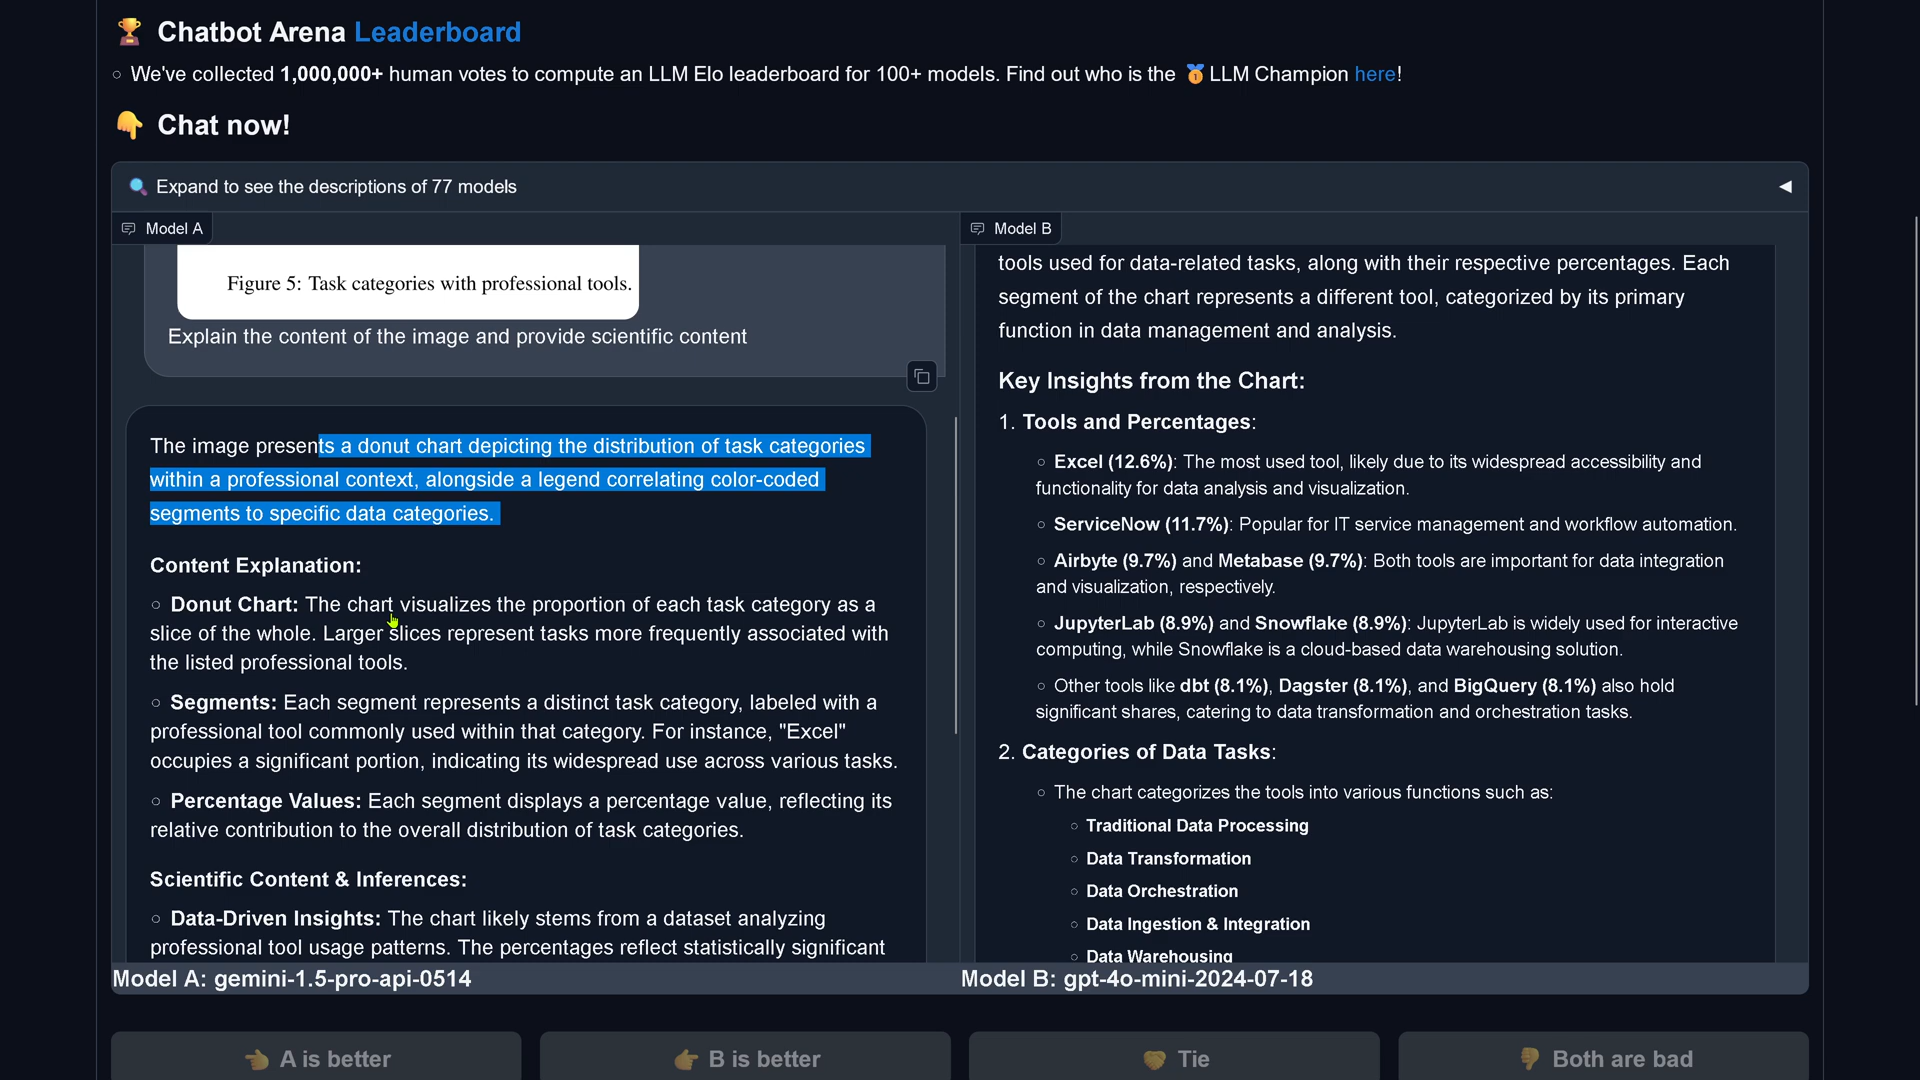 🏆 Chatbot Arena Leaderboard
○ We've collected 1,000,000+ human votes to compute an LLM Elo leaderboard for 100+ models. Find out who is the 🥇LLM Champion here!
👇 Chat now!
🔍 Expand to see the descriptions of 77 models ◀
Model A
Figure 5: Task categories with professional tools.
Explain the content of the image and provide scientific content
The image presents a donut chart depicting the distribution of task categories
within a professional context, alongside a legend correlating color-coded
segments to specific data categories.
Content Explanation:
○ Donut Chart: The chart visualizes the proportion of each task category as a
slice of the whole. Larger slices represent tasks more frequently associated with
the listed professional tools.
○ Segments: Each segment represents a distinct task category, labeled with a
professional tool commonly used within that category. For instance, "Excel"
occupies a significant portion, indicating its widespread use across various tasks.
○ Percentage Values: Each segment displays a percentage value, reflecting its
relative contribution to the overall distribution of task categories.
Scientific Content & Inferences:
○ Data-Driven Insights: The chart likely stems from a dataset analyzing
professional tool usage patterns. The percentages reflect statistically significant
Model B
tools used for data-related tasks, along with their respective percentages. Each
segment of the chart represents a different tool, categorized by its primary
function in data management and analysis.
Key Insights from the Chart:
1. Tools and Percentages:
○ Excel (12.6%): The most used tool, likely due to its widespread accessibility and
functionality for data analysis and visualization.
○ ServiceNow (11.7%): Popular for IT service management and workflow automation.
○ Airbyte (9.7%) and Metabase (9.7%): Both tools are important for data integration
and visualization, respectively.
○ JupyterLab (8.9%) and Snowflake (8.9%): JupyterLab is widely used for interactive
computing, while Snowflake is a cloud-based data warehousing solution.
○ Other tools like dbt (8.1%), Dagster (8.1%), and BigQuery (8.1%) also hold
significant shares, catering to data transformation and orchestration tasks.
2. Categories of Data Tasks:
○ The chart categorizes the tools into various functions such as:
○ Traditional Data Processing
○ Data Transformation
○ Data Orchestration
○ Data Ingestion & Integration
○ Data Warehousing
Model A: gemini-1.5-pro-api-0514
Model B: gpt-4o-mini-2024-07-18
👈 A is better
👉 B is better
🤝 Tie
👎 Both are bad